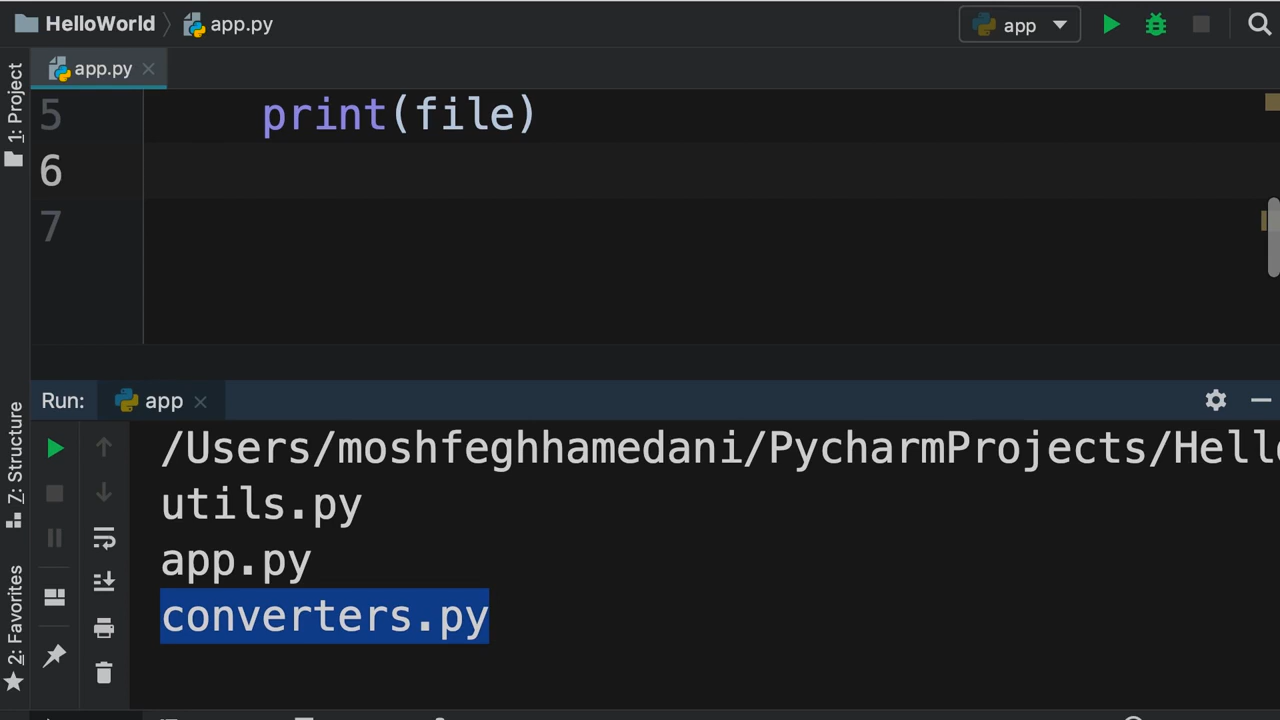 HelloWorld app.py app
app.py
1: Project
5 print(file)
6
7
Run: app
7: Structure
2: Favorites
/Users/moshfeghhamedani/PycharmProjects/Hello
utils.py
app.py
converters.py